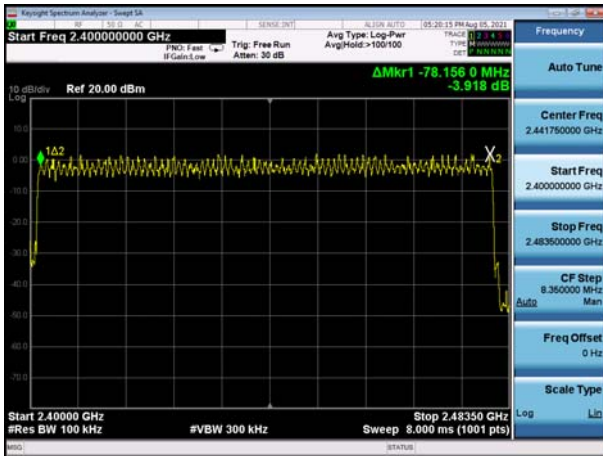 Keysight Spectrum Analyzer - Swept SA
RF 50 Ω AC SENSE:INT ALIGN AUTO 05:20:15 PM Aug 05, 2021
Start Freq 2.400000000 GHz
PNO: Fast
IFGain:Low
Trig: Free Run
Atten: 30 dB
Avg Type: Log-Pwr
Avg|Hold:>100/100
TRACE 1 2 3 4 5 6
TYPE
DET P N N N N N
ΔMkr1 -78.156 0 MHz
-3.918 dB
10 dB/div Ref 20.00 dBm
Log
10.0
0.00
-10.0
-20.0
-30.0
-40.0
-50.0
-60.0
-70.0
1Δ2
X2
Start 2.40000 GHz
Stop 2.48350 GHz
#Res BW 100 kHz
#VBW 300 kHz
Sweep 8.000 ms (1001 pts)
MSG
STATUS
Frequency
Auto Tune
Center Freq
2.441750000 GHz
Start Freq
2.400000000 GHz
Stop Freq
2.483500000 GHz
CF Step
8.350000 MHz
Auto Man
Freq Offset
0 Hz
Scale Type
Log Lin